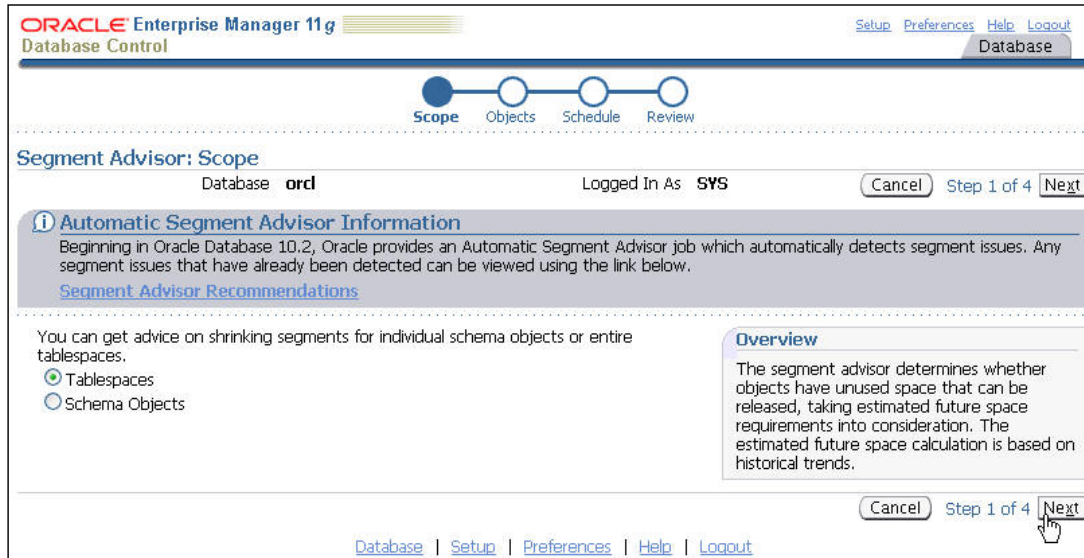 ORACLE Enterprise Manager 11g
Database Control
Setup Preferences Help Logout
Database
Scope Objects Schedule Review
Segment Advisor: Scope
Database orcl
Logged In As SYS
Cancel Step 1 of 4 Next
Automatic Segment Advisor Information
Beginning in Oracle Database 10.2, Oracle provides an Automatic Segment Advisor job which automatically detects segment issues. Any
segment issues that have already been detected can be viewed using the link below.
Segment Advisor Recommendations
You can get advice on shrinking segments for individual schema objects or entire
tablespaces.
Tablespaces
Schema Objects
Overview
The segment advisor determines whether
objects have unused space that can be
released, taking estimated future space
requirements into consideration. The
estimated future space calculation is based on
historical trends.
Cancel Step 1 of 4 Next
Database | Setup | Preferences | Help | Logout